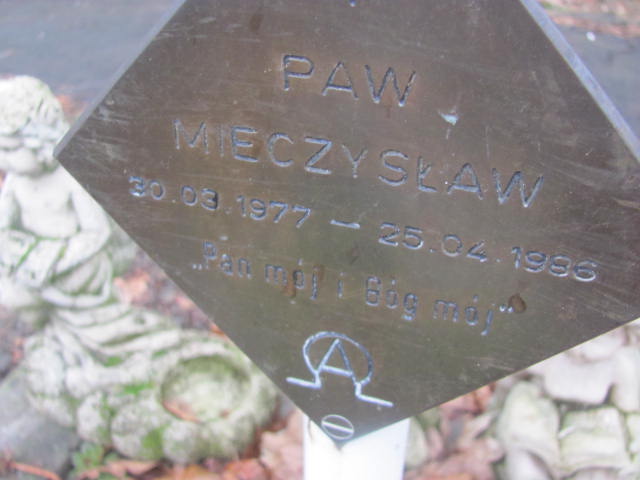 PAW
MIECZYSŁAW
30.03.1977 – 25.04.1986
„Pan mój i Bóg mój"